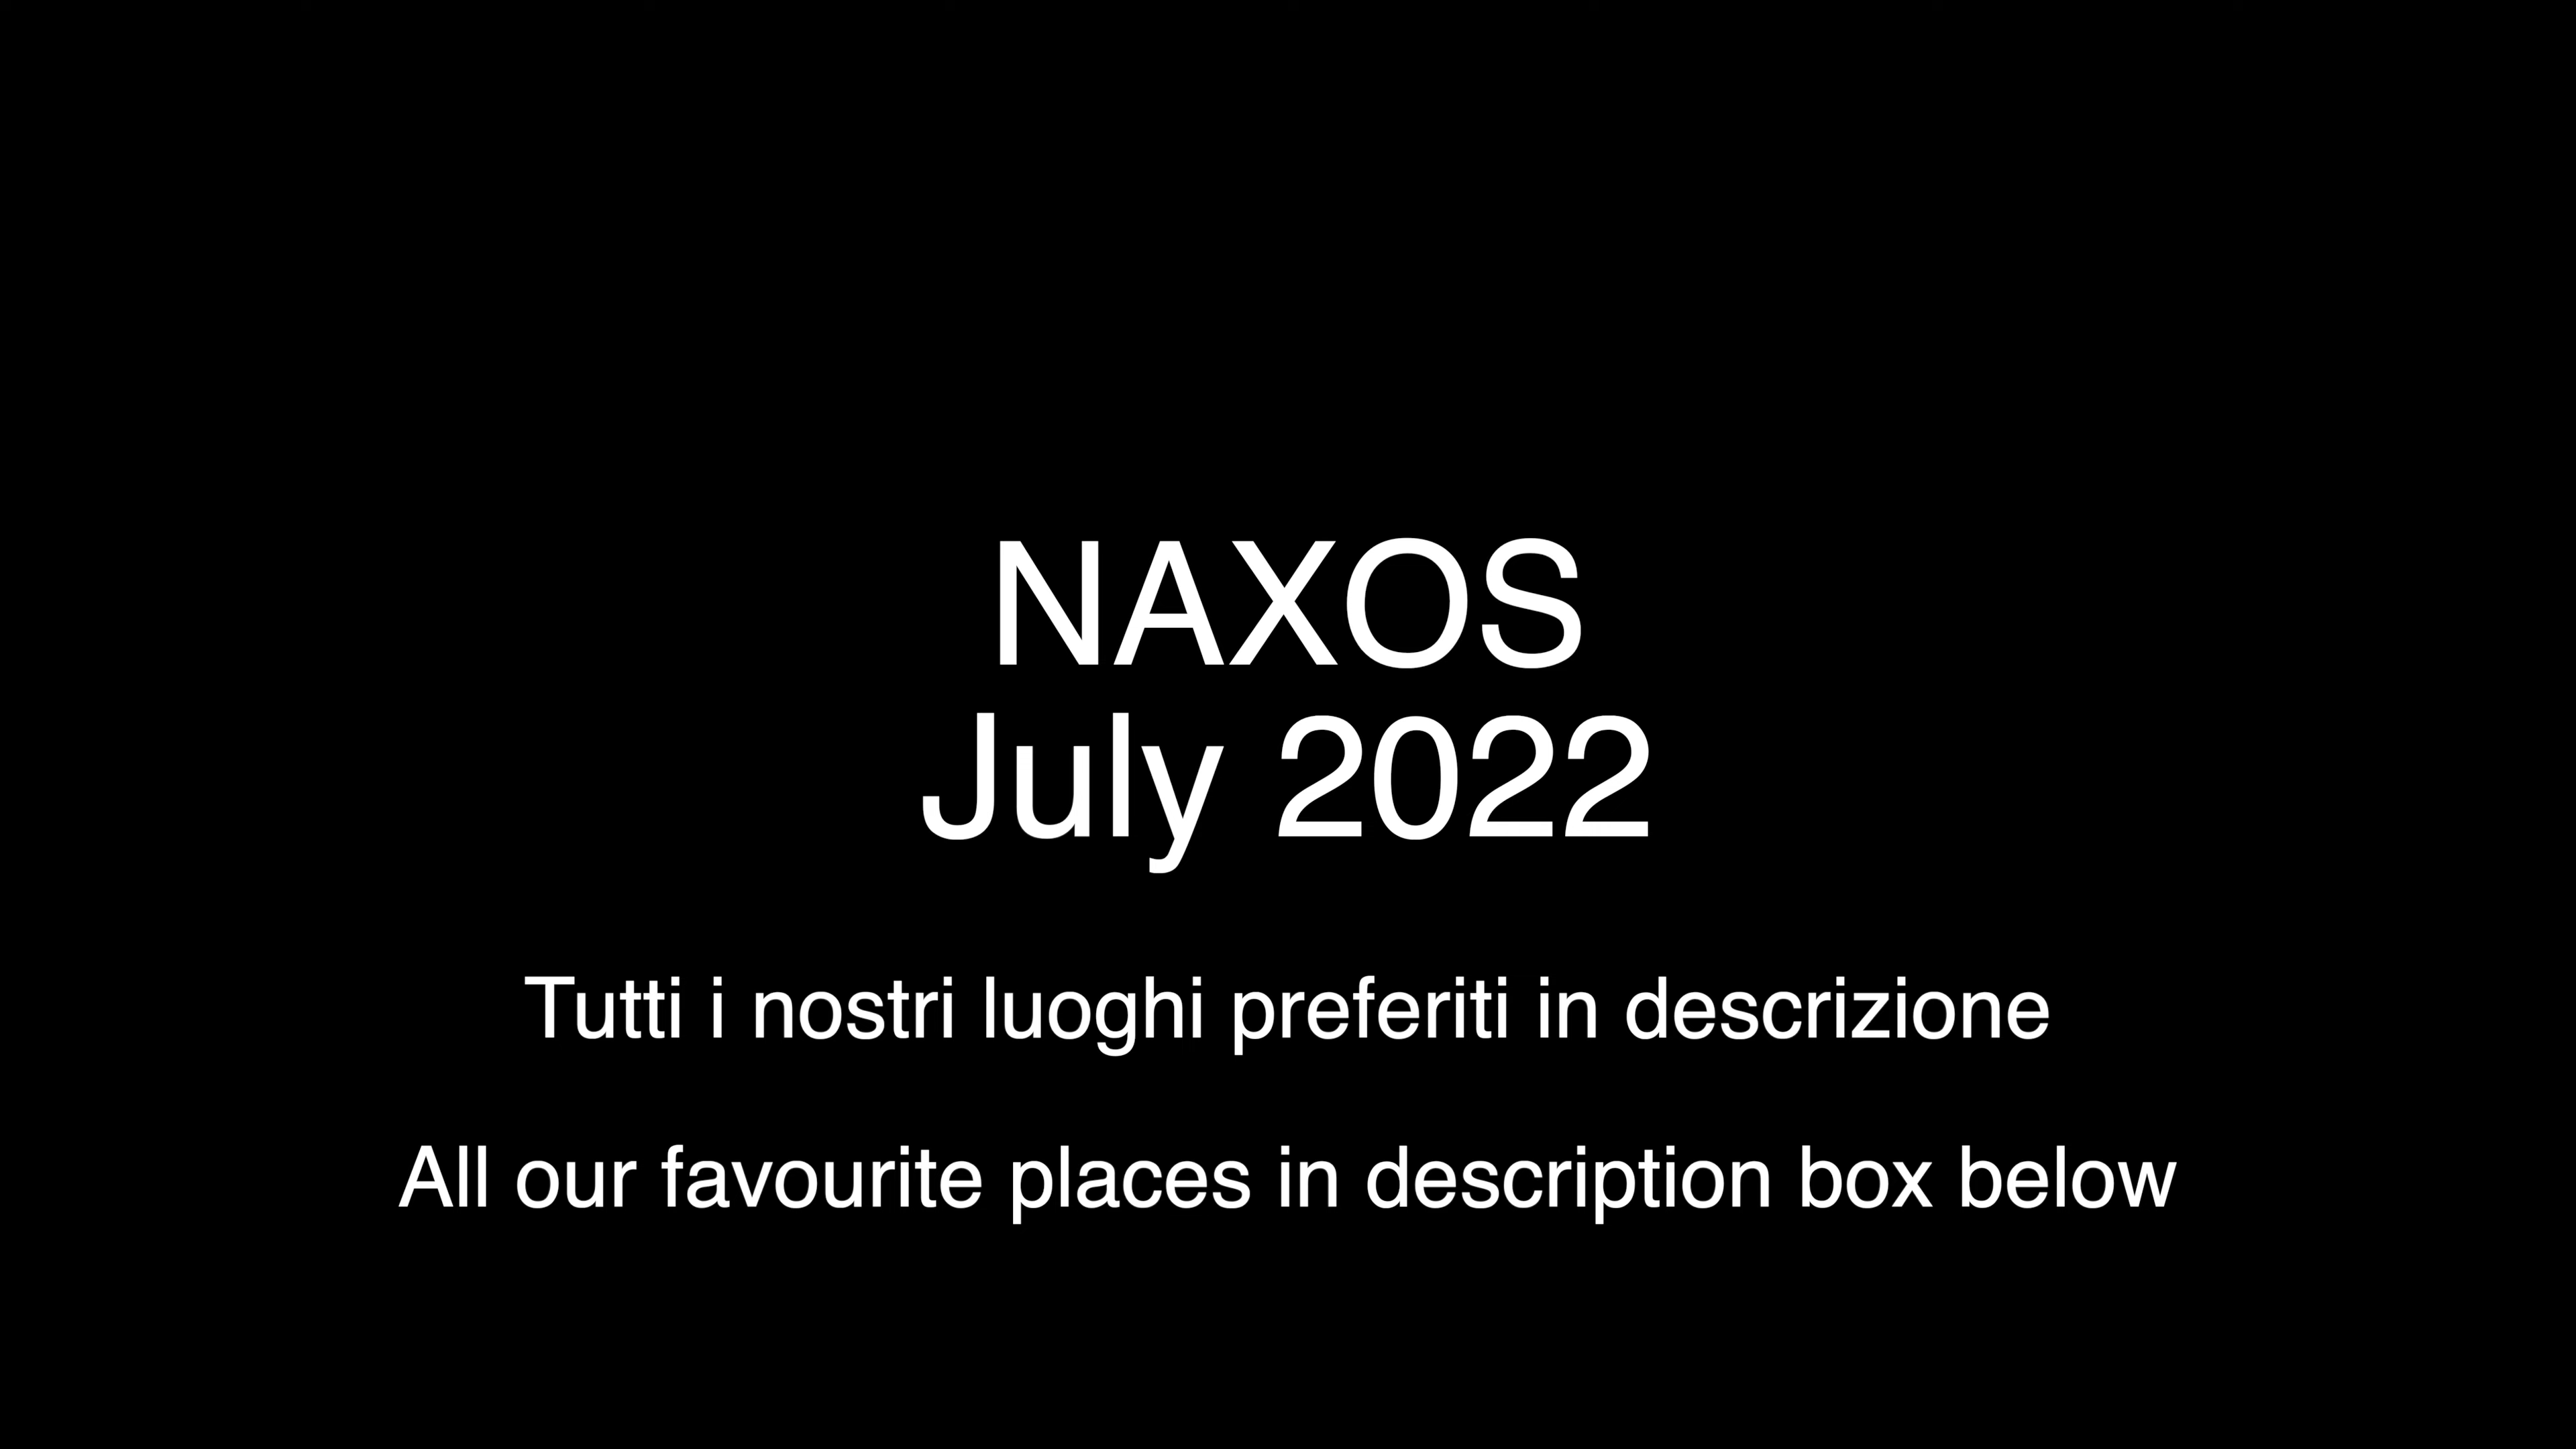 NAXOS
July 2022
Tutti i nostri luoghi preferiti in descrizione
All our favourite places in description box below